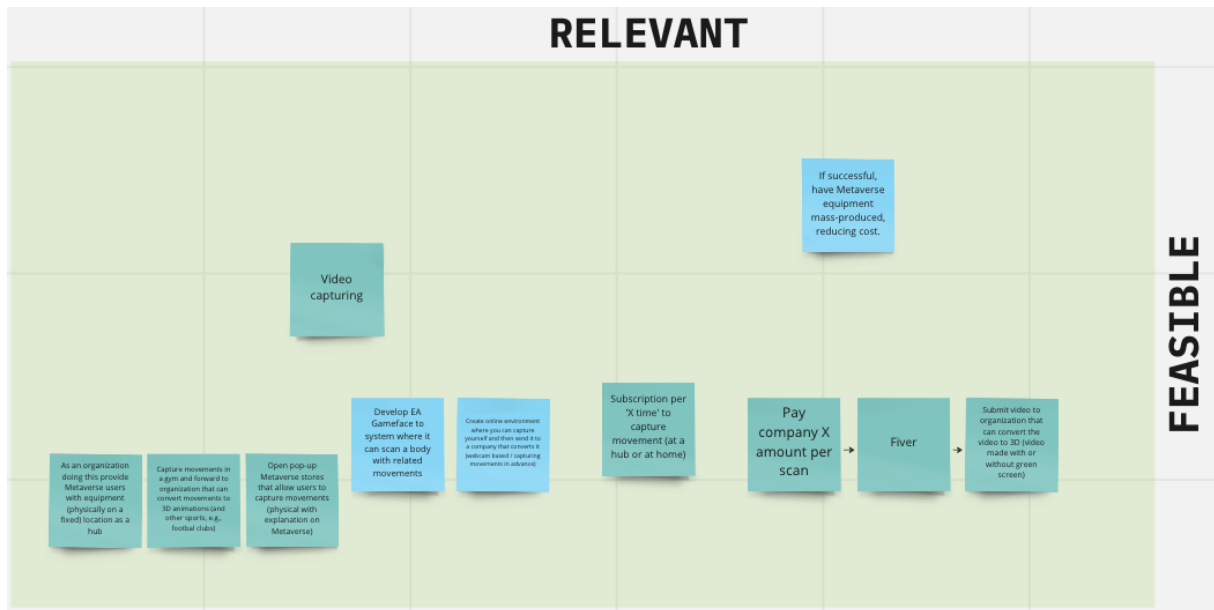 RELEVANT
If successful,
have Metaverse
equipment
mass-produced,
reducing cost.
FEASIBLE
Video
capturing
Develop EA
Gameface to
system where it
can scan a body
with related
movements
Create online environment
where you can capture
yourself and then send it to
a company that converts it
(webcam based / capturing
movements in advance)
Subscription per
'X time' to
capture
movement (at a
hub or at home)
Pay
company X
amount per
scan
Fiver
Submit video to
organization that
can convert the
video to 3D (video
made with or
without green
screen)
As an organization
doing this provide
Metaverse users
with equipment
(physically on a
fixed) location as a
hub
Capture movements in
a gym and forward to
organization that can
convert movements to
3D animations (and
other sports, e.g.,
footbal clubs)
Open pop-up
Metaverse stores
that allow users to
capture movements
(physical with
explanation on
Metaverse)